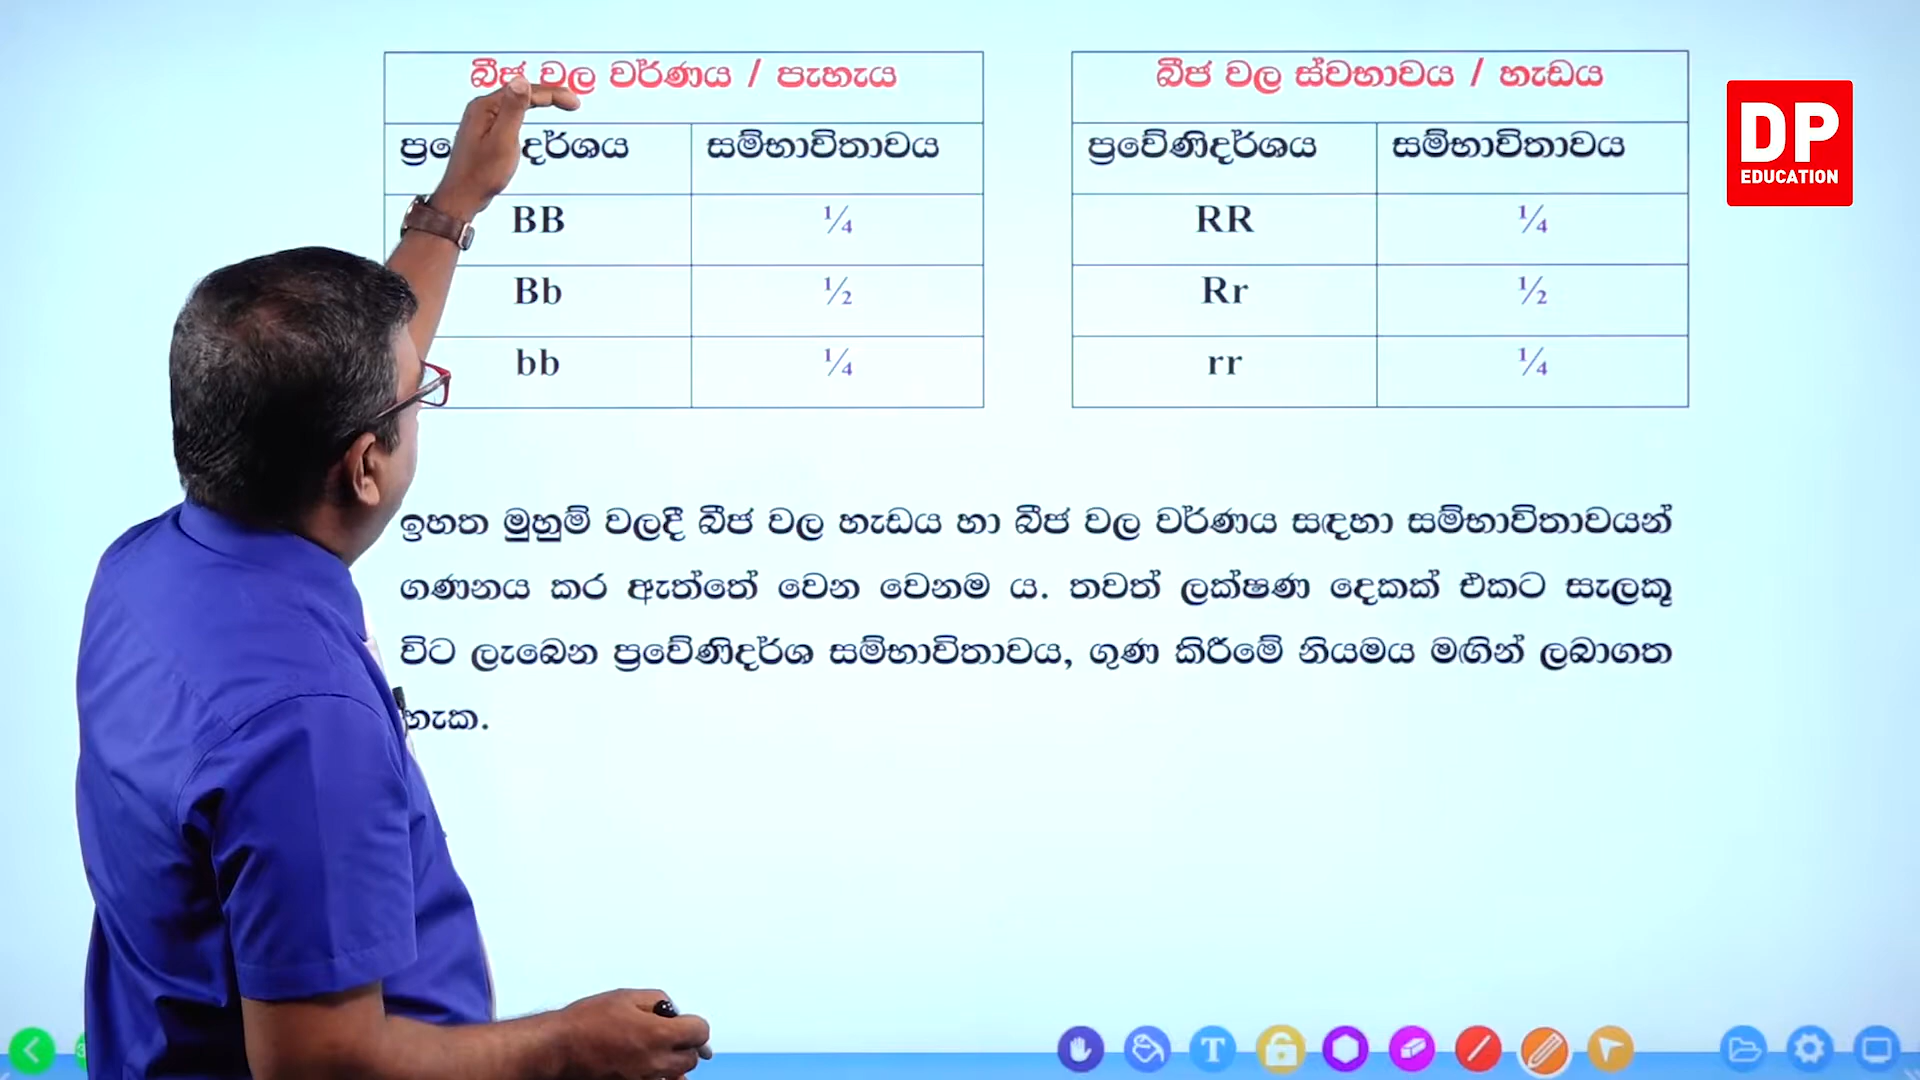 බීජ වල වර්ණය / පැහැය
සම්භාවිතාවය
BB ¼
Bb ½
bb ¼
බීජ වල ස්වභාවය / හැඩය
ප්‍රවේණිදර්ශය සම්භාවිතාවය
RR ¼
Rr ½
rr ¼
DP
EDUCATION
ඉහත මුහුම් වලදී බීජ වල හැඩය හා බීජ වල වර්ණය සඳහා සම්භාවිතාවයන්
ගණනය කර ඇත්තේ වෙන වෙනම ය. තවත් ලක්ෂණ දෙකක් එකට සැලකූ
විට ලැබෙන ප්‍රවේණිදර්ශ සම්භාවිතාවය, ගුණ කිරීමේ නියමය මඟින් ලබාගත
හැක.
T